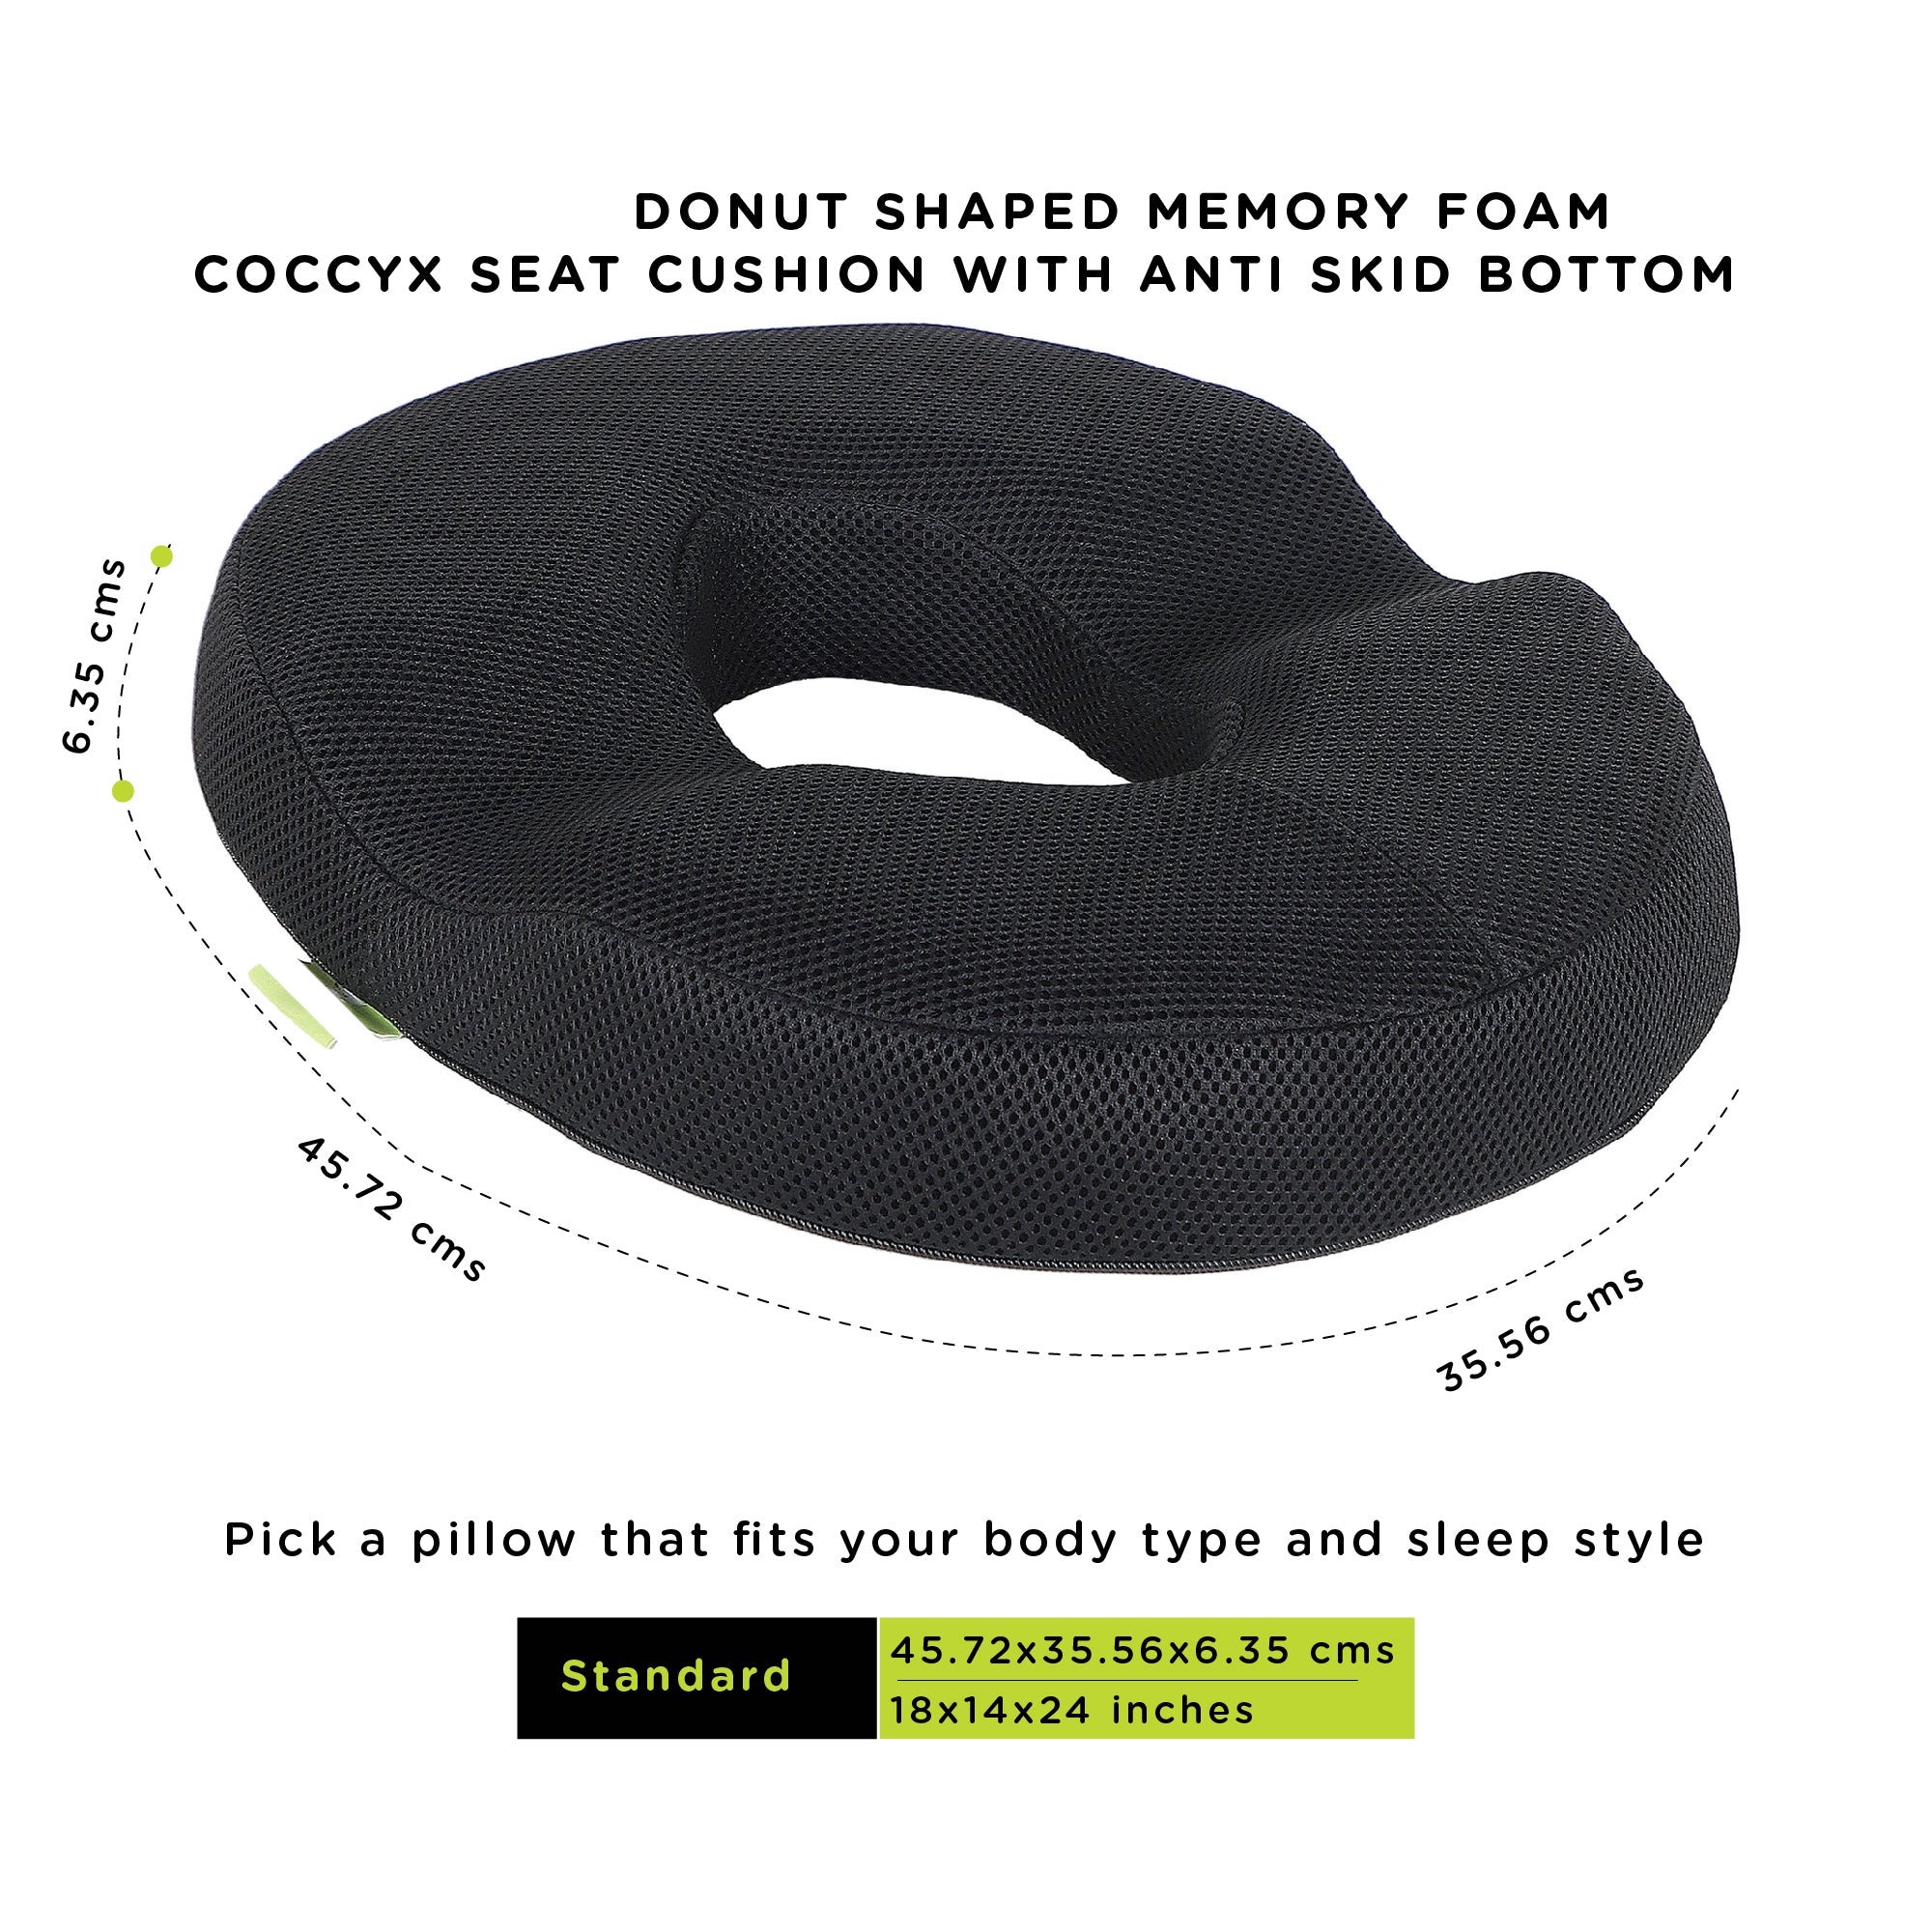 DONUT SHAPED MEMORY FOAM
COCCYX SEAT CUSHION WITH ANTI SKID BOTTOM
6.35 cms
45.72 cms
35.56 cms
Pick a pillow that fits your body type and sleep style
Standard
45.72x35.56x6.35 cms
18x14x24 inches